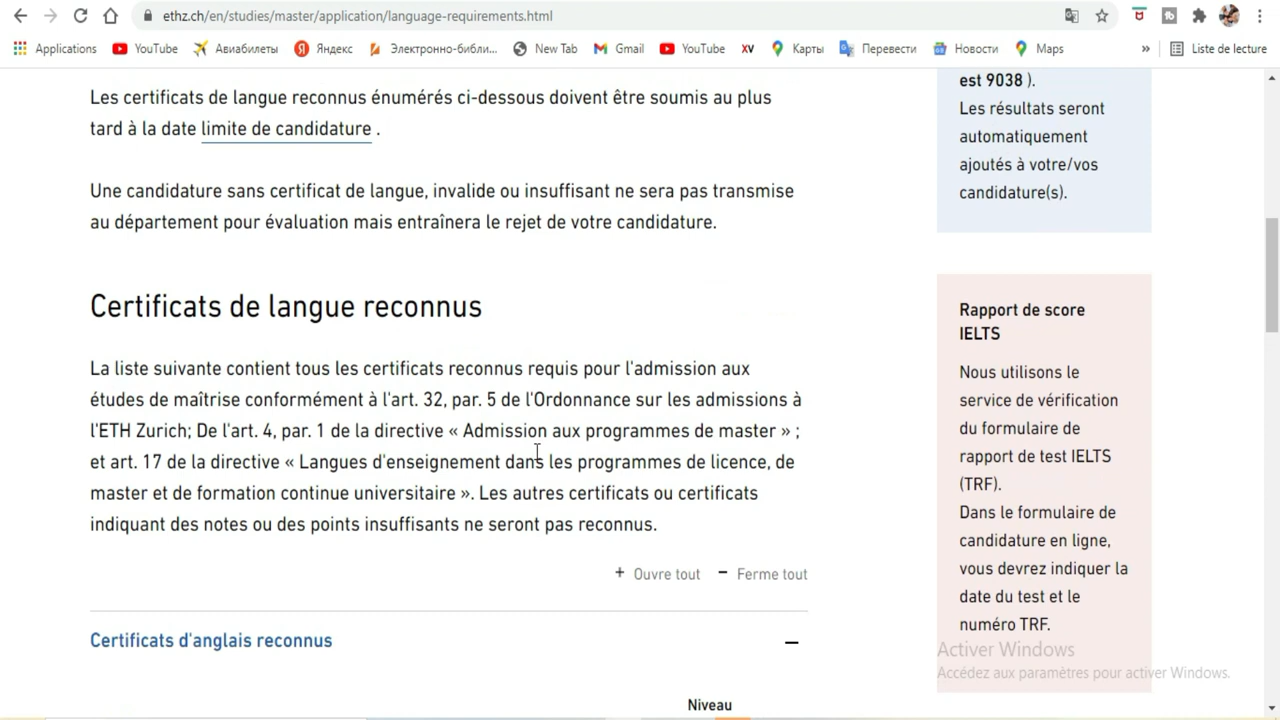 ethz.ch/en/studies/master/application/language-requirements.html
Applications YouTube Авиабилеты Яндекс Электронно-библи... New Tab Gmail YouTube XV Карты Перевести Новости Maps » Liste de lecture
Les certificats de langue reconnus énumérés ci-dessous doivent être soumis au plus
tard à la date limite de candidature .
Une candidature sans certificat de langue, invalide ou insuffisant ne sera pas transmise
au département pour évaluation mais entraînera le rejet de votre candidature.
Certificats de langue reconnus
La liste suivante contient tous les certificats reconnus requis pour l'admission aux
études de maîtrise conformément à l'art. 32, par. 5 de l'Ordonnance sur les admissions à
l'ETH Zurich; De l'art. 4, par. 1 de la directive « Admission aux programmes de master » ;
et art. 17 de la directive « Langues d'enseignement dans les programmes de licence, de
master et de formation continue universitaire ». Les autres certificats ou certificats
indiquant des notes ou des points insuffisants ne seront pas reconnus.
+ Ouvre tout − Ferme tout
Certificats d'anglais reconnus −
Niveau
est 9038 ).
Les résultats seront
automatiquement
ajoutés à votre/vos
candidature(s).
Rapport de score
IELTS
Nous utilisons le
service de vérification
du formulaire de
rapport de test IELTS
(TRF).
Dans le formulaire de
candidature en ligne,
vous devrez indiquer la
date du test et le
numéro TRF.
Activer Windows
Accédez aux paramètres pour activer Windows.